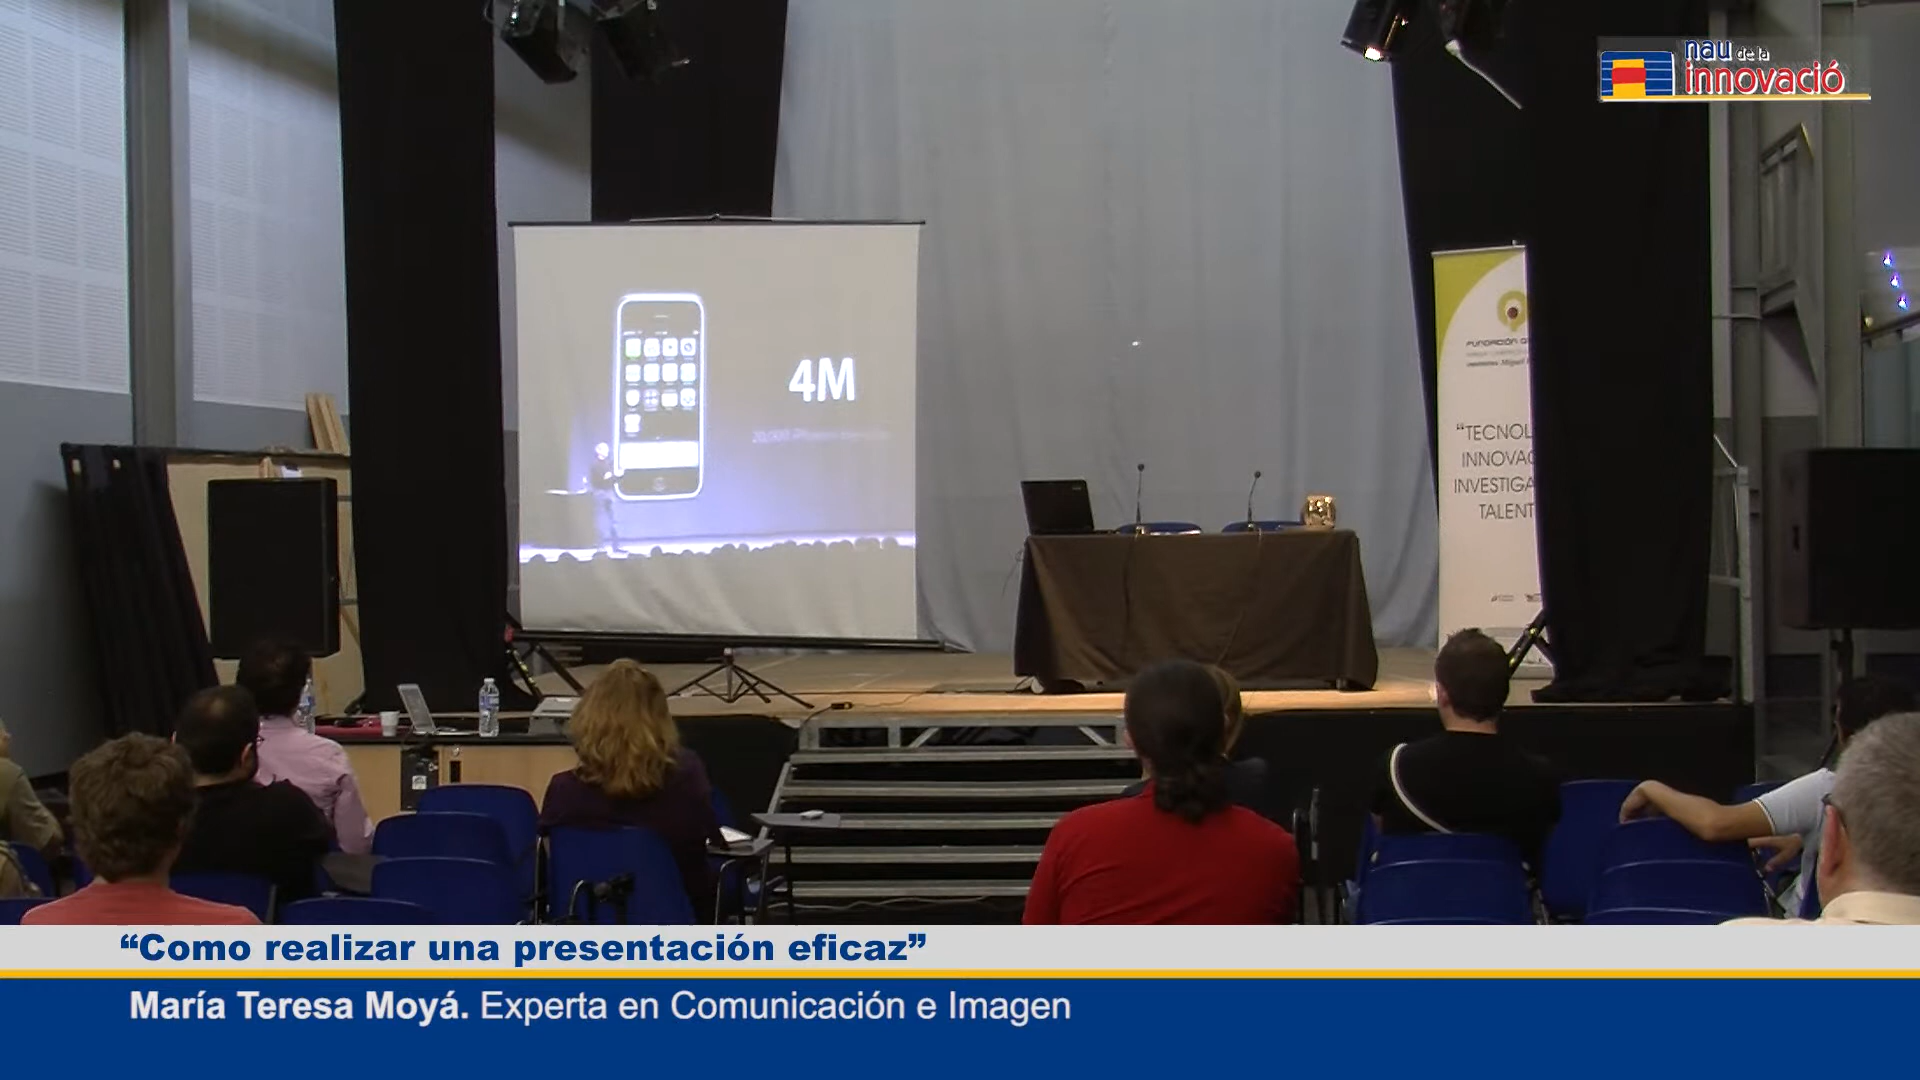 nau de la
innovació
4M
FUNDACIÓN
"TECNOL
INNOVAC
INVESTIGA
TALENT
“Como realizar una presentación eficaz”
María Teresa Moyá. Experta en Comunicación e Imagen